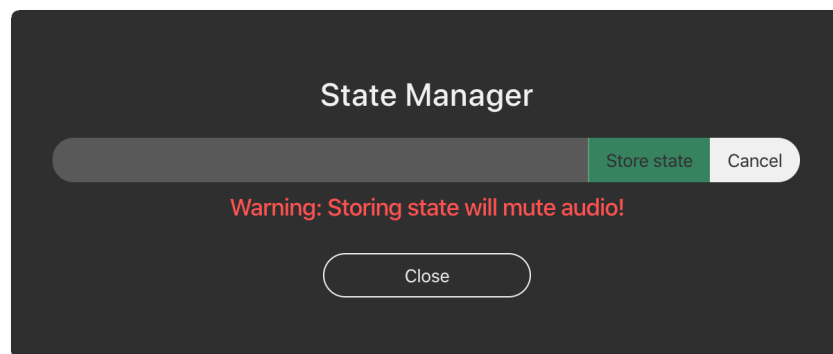 State Manager
Store state Cancel
Warning: Storing state will mute audio!
Close